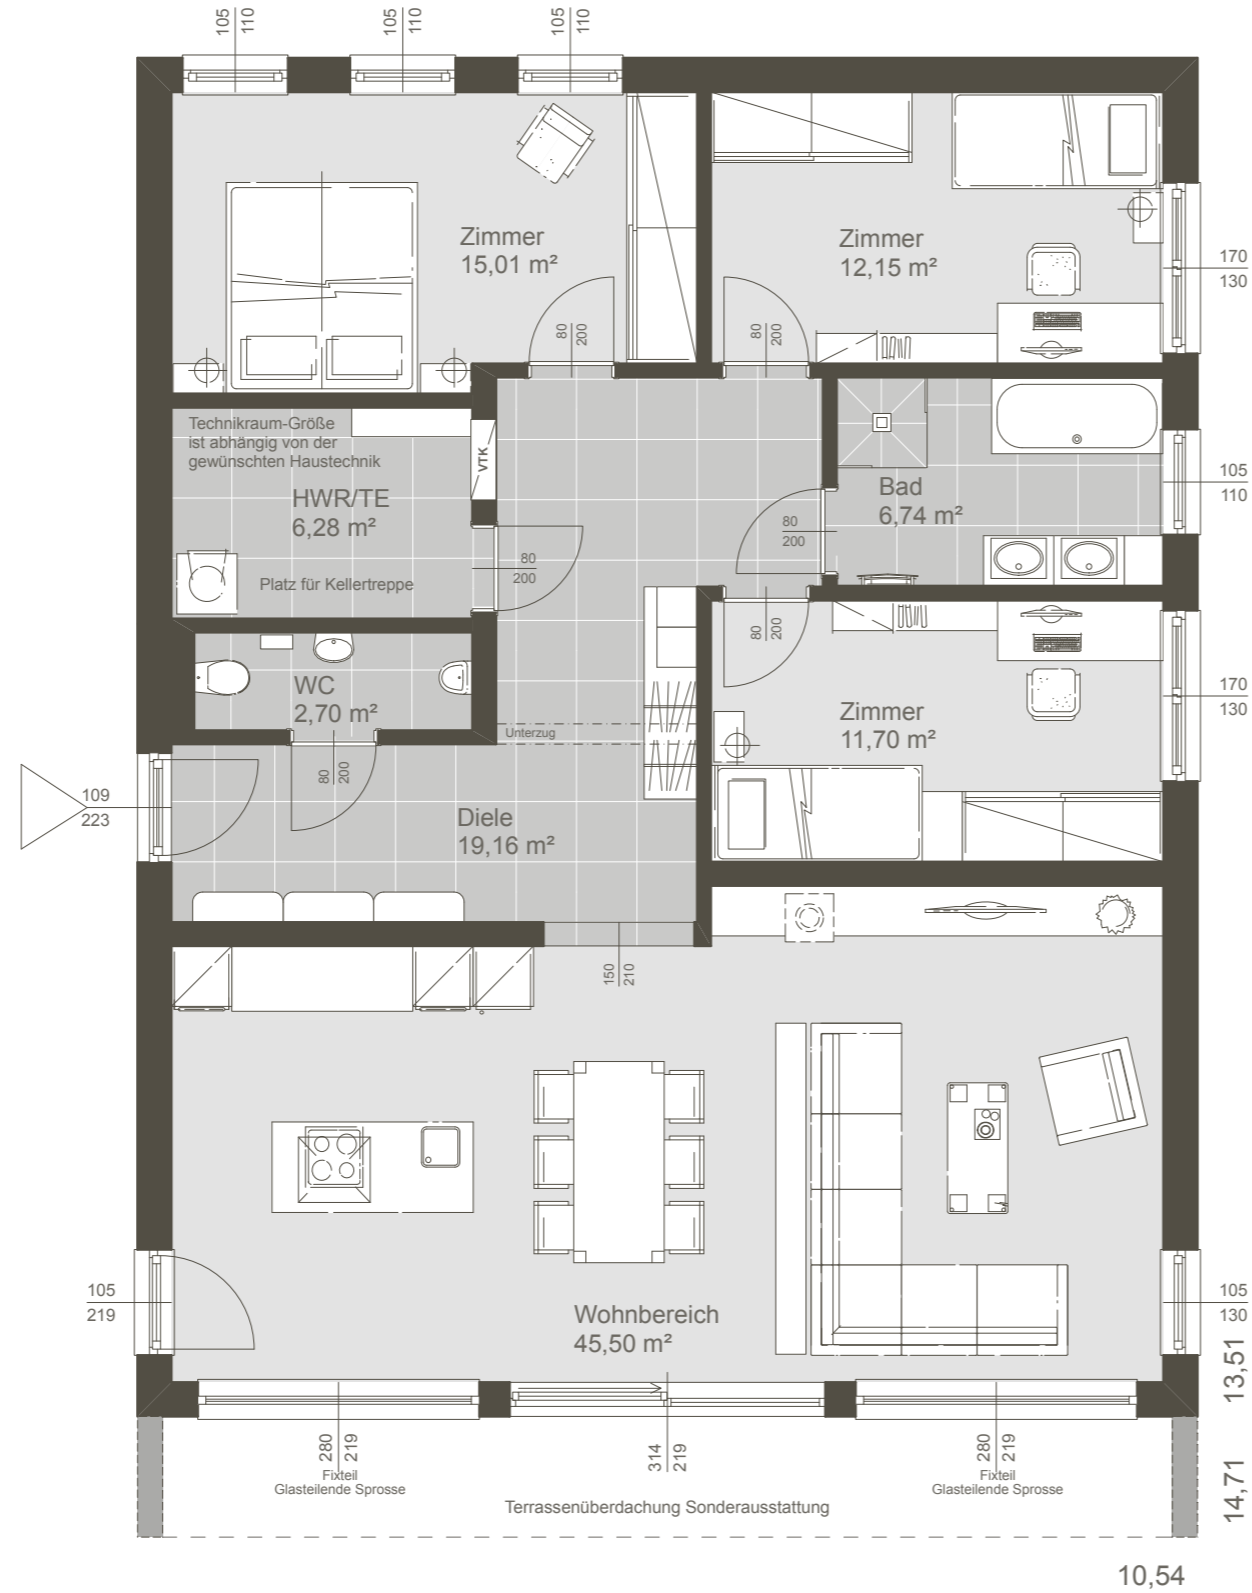 105
110
105
110
105
110
Zimmer
15,01 m²
Zimmer
12,15 m²
170
130
80
200
80
200
Technikraum-Größe
ist abhängig von der
gewünschten Haustechnik
VTK
HWR/TE
6,28 m²
Bad
6,74 m²
105
110
80
200
80
200
Platz für Kellertreppe
80
200
WC
2,70 m²
Zimmer
11,70 m²
170
130
Unterzug
80
200
109
223
Diele
19,16 m²
150
210
105
219
Wohnbereich
45,50 m²
105
130
13,51
280
219
Fixteil
Glasteilende Sprosse
314
219
280
219
Fixteil
Glasteilende Sprosse
14,71
Terrassenüberdachung Sonderausstattung
10,54